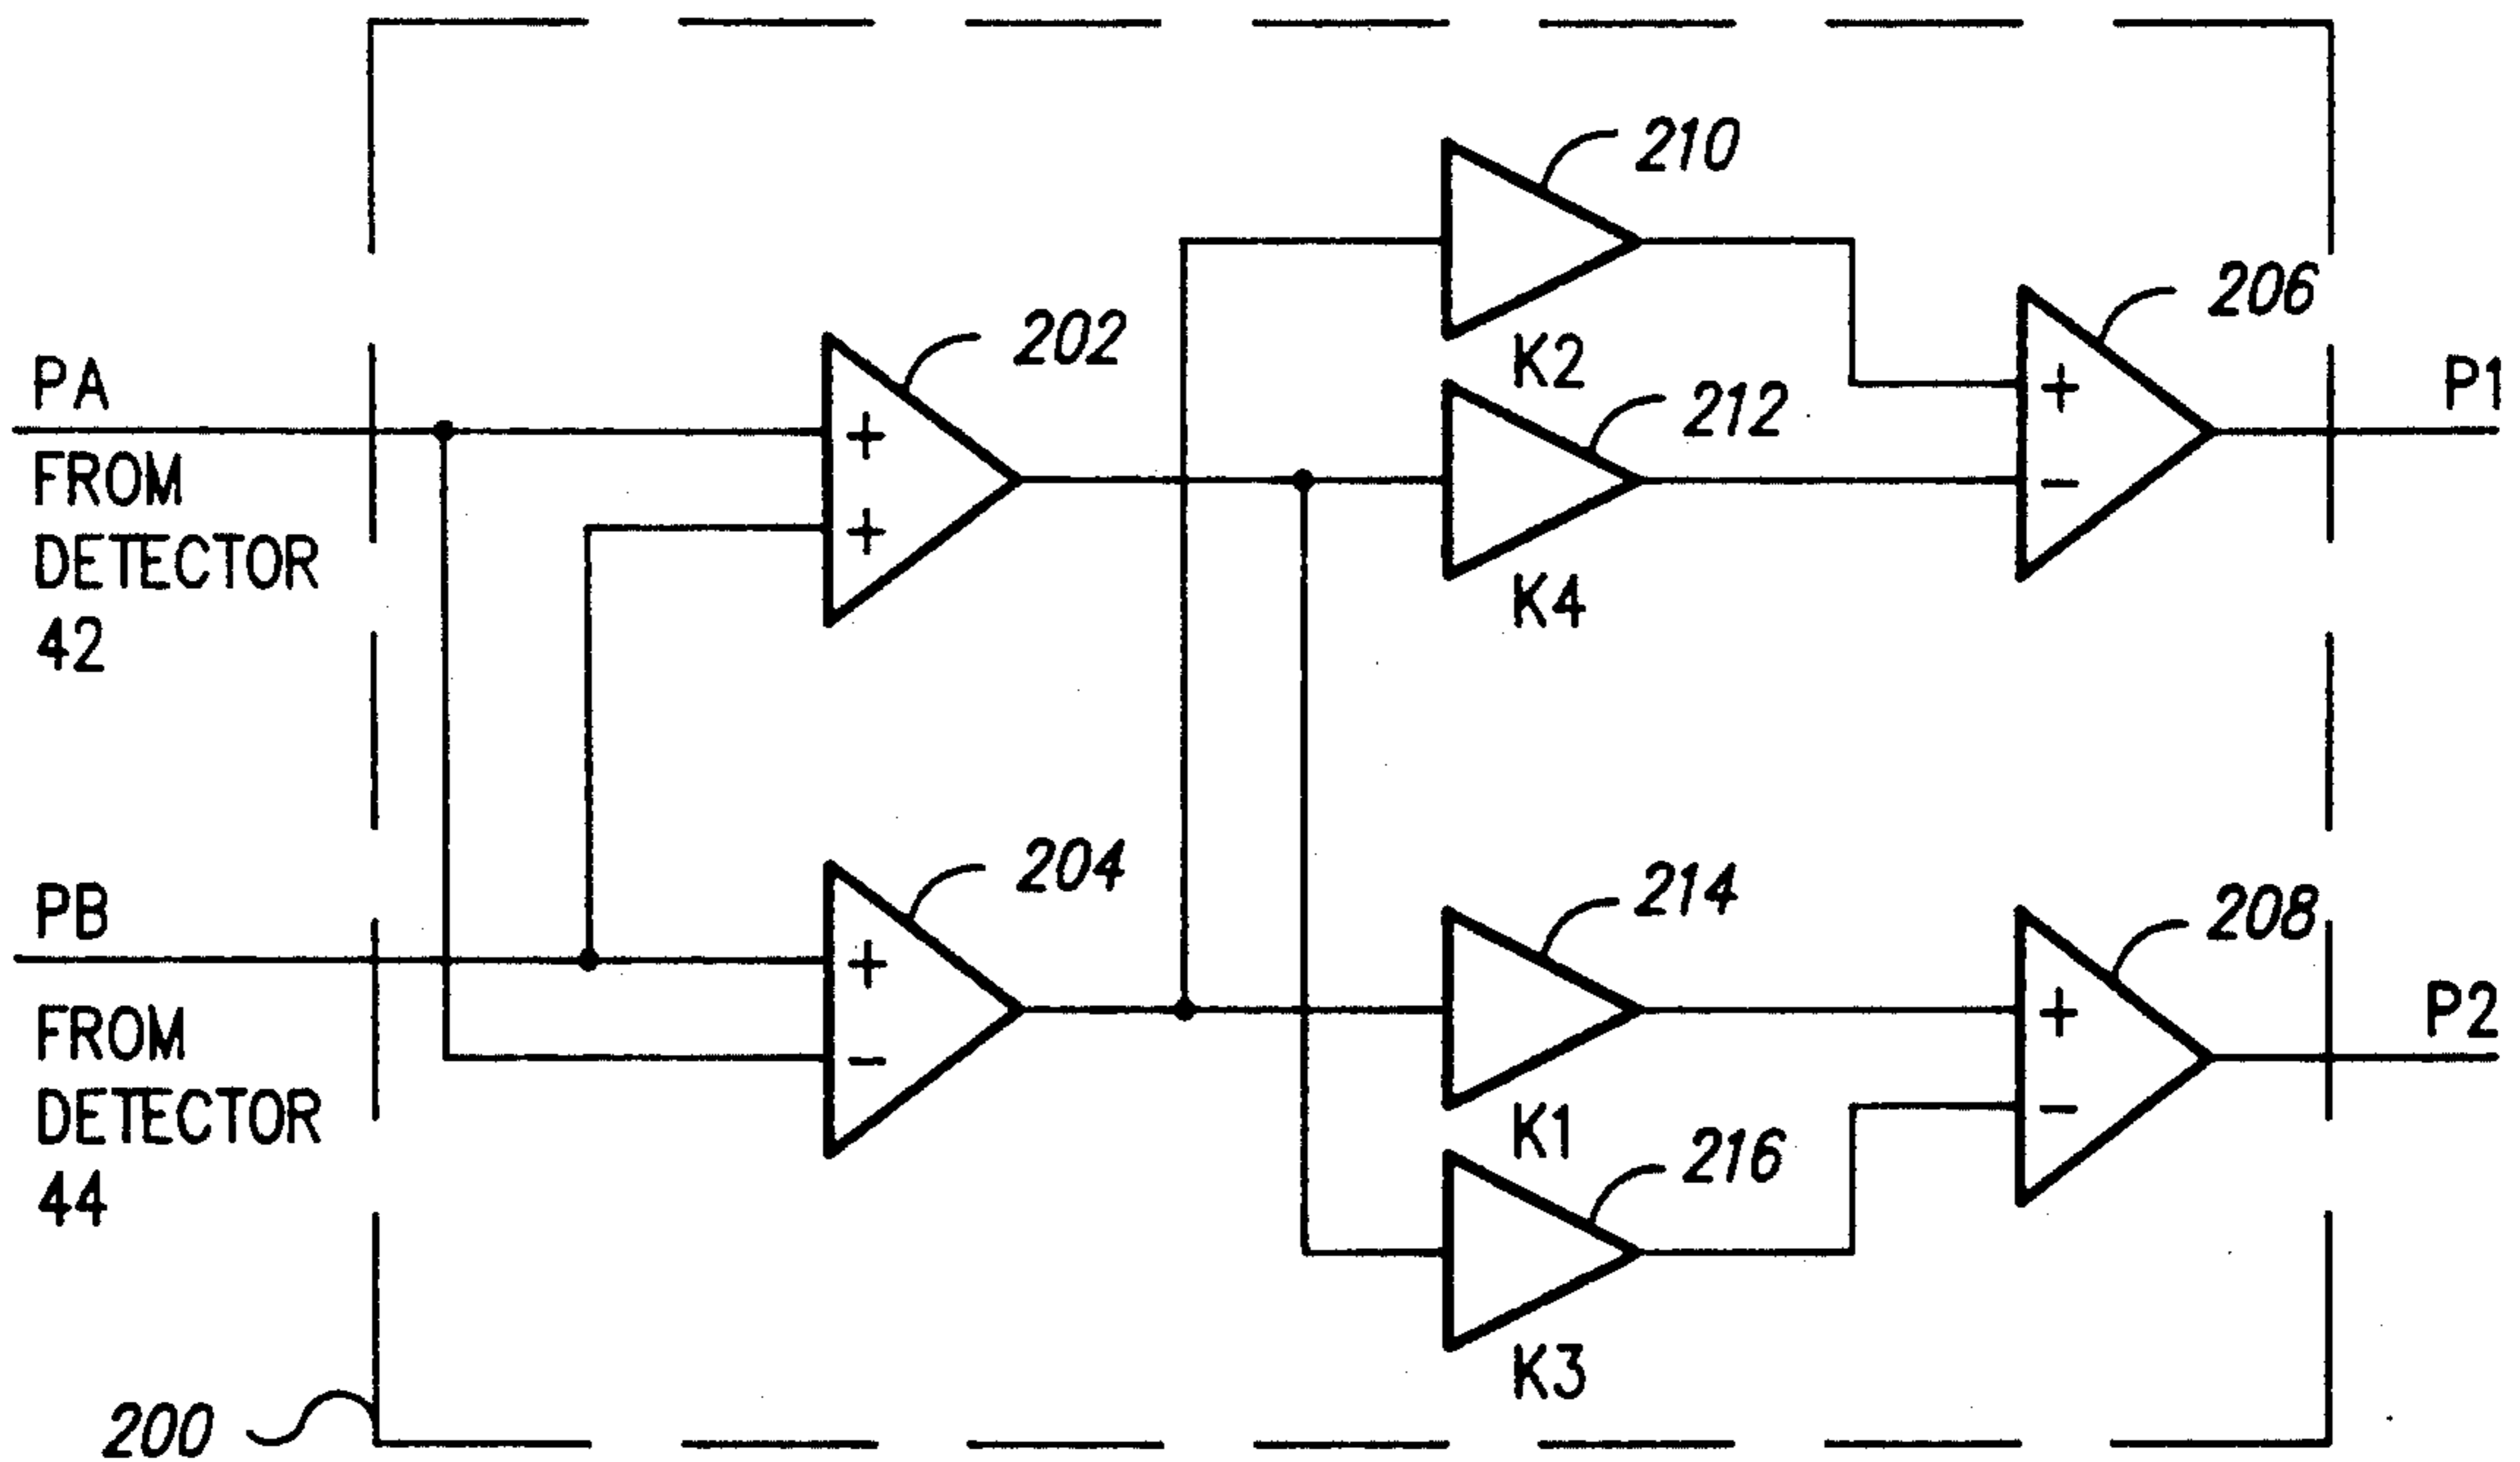 210
206
202
K2
PA
P1
212
+
+
FROM
DETECTOR
42
+
-
K4
204
214
PB
208
+
+
P2
FROM
DETECTOR
44
-
-
K1
216
K3
200